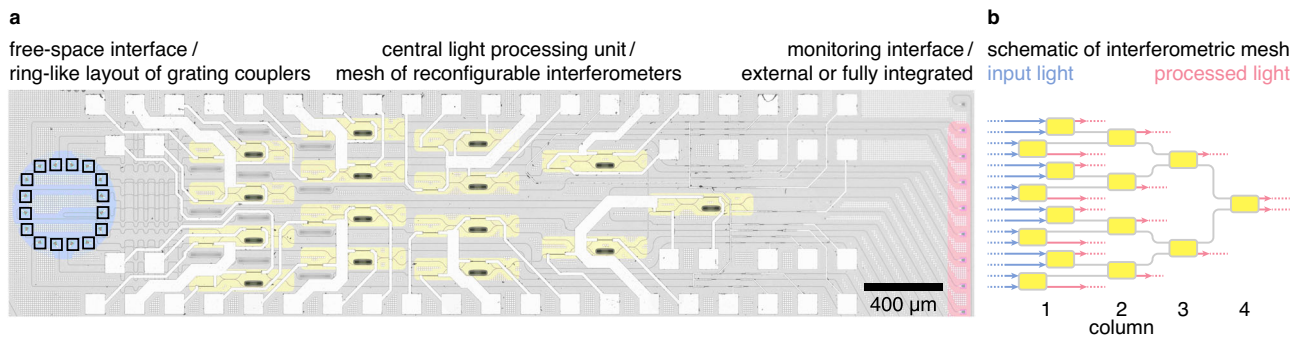 a
free-space interface /
ring-like layout of grating couplers
central light processing unit /
mesh of reconfigurable interferometers
monitoring interface /
external or fully integrated
400 µm
b
schematic of interferometric mesh
input light processed light
1 2 3 4
column